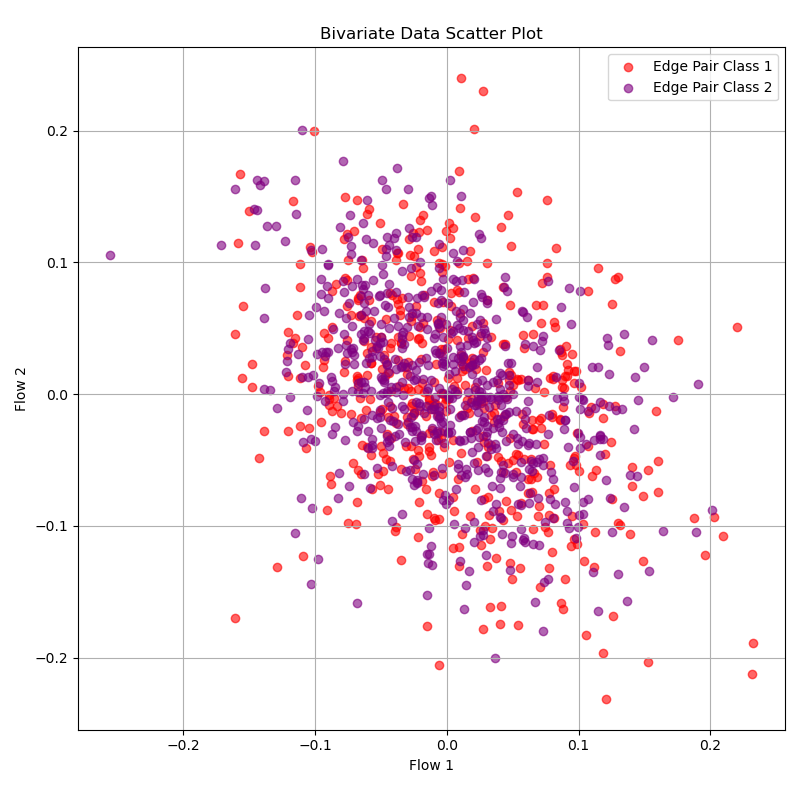 Bivariate Data Scatter Plot
Edge Pair Class 1
Edge Pair Class 2
0.2
0.1
0.0
−0.1
−0.2
Flow 2
−0.2
−0.1
0.0
0.1
0.2
Flow 1